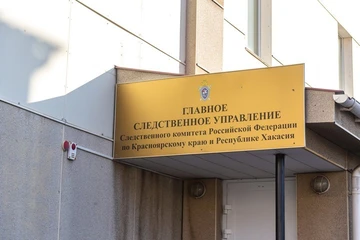 ГЛАВНОЕ
СЛЕДСТВЕННОЕ УПРАВЛЕНИЕ
Следственного комитета Российской Федерации
по Красноярскому краю и Республике Хакасия